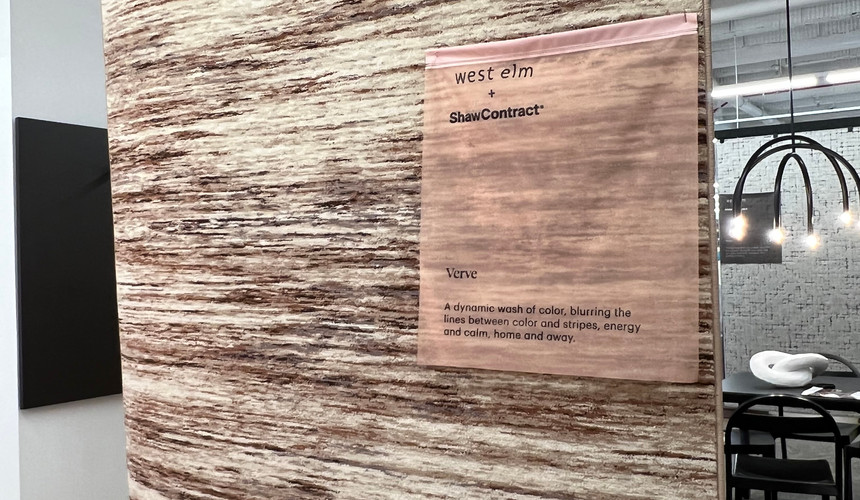 west elm
+
ShawContract®
Verve
A dynamic wash of color, blurring the
lines between color and stripes, energy
and calm, home and away.